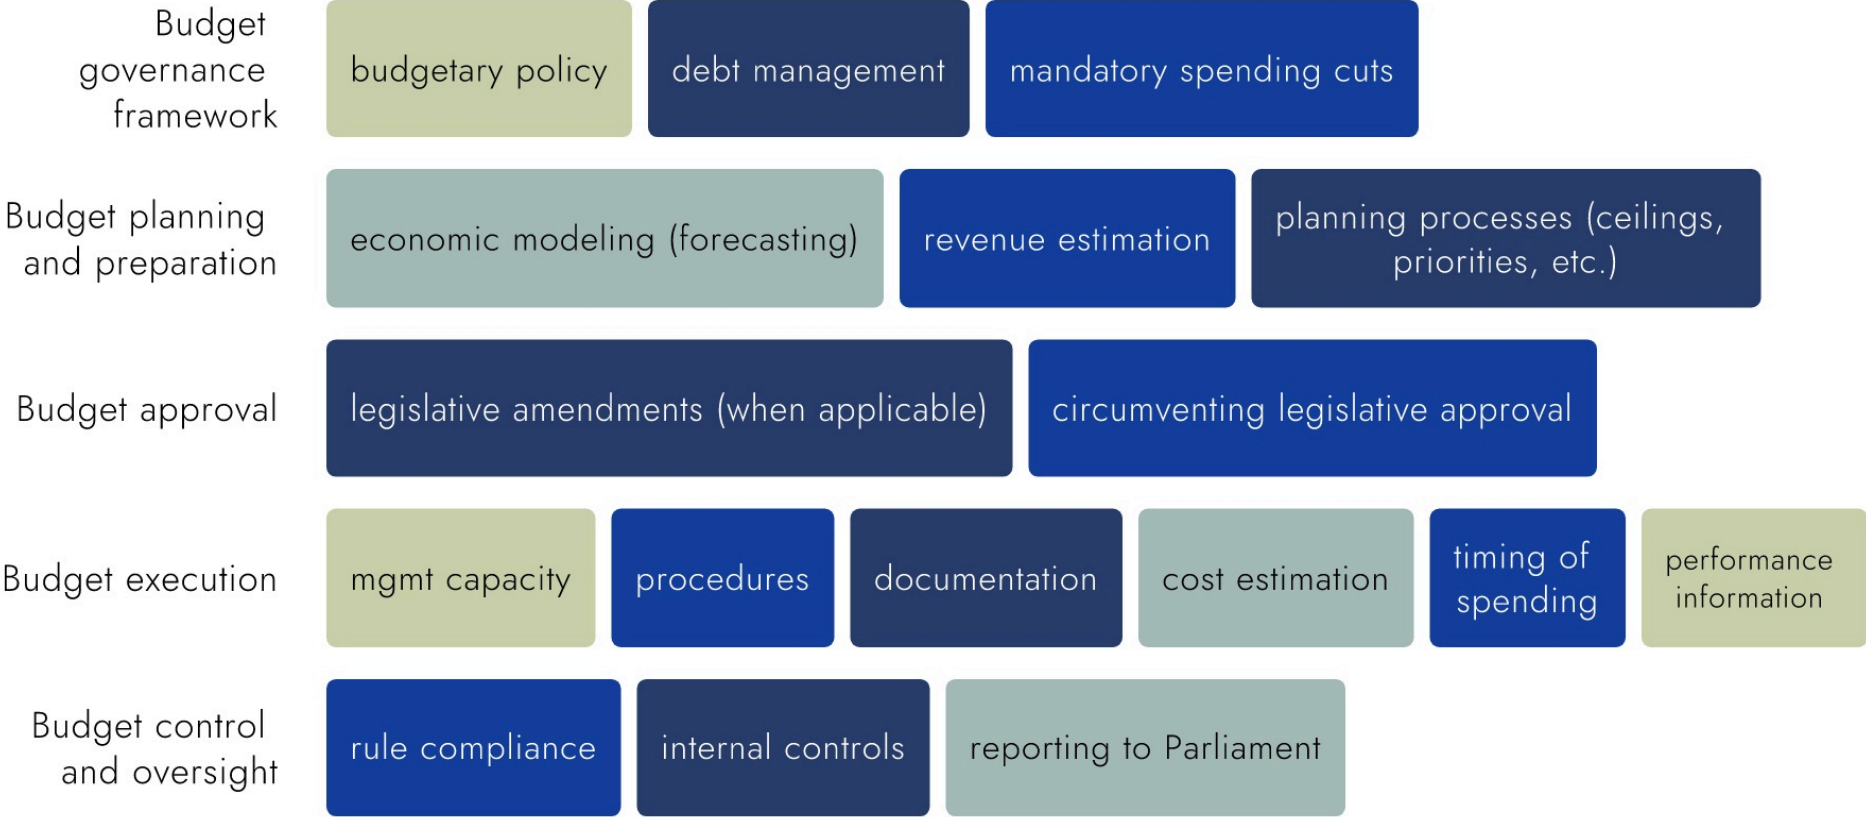 Budget
governance
framework
budgetary policy
debt management
mandatory spending cuts
Budget planning
and preparation
economic modeling (forecasting)
revenue estimation
planning processes (ceilings,
priorities, etc.)
Budget approval
legislative amendments (when applicable)
circumventing legislative approval
Budget execution
mgmt capacity
procedures
documentation
cost estimation
timing of
spending
performance
information
Budget control
and oversight
rule compliance
internal controls
reporting to Parliament